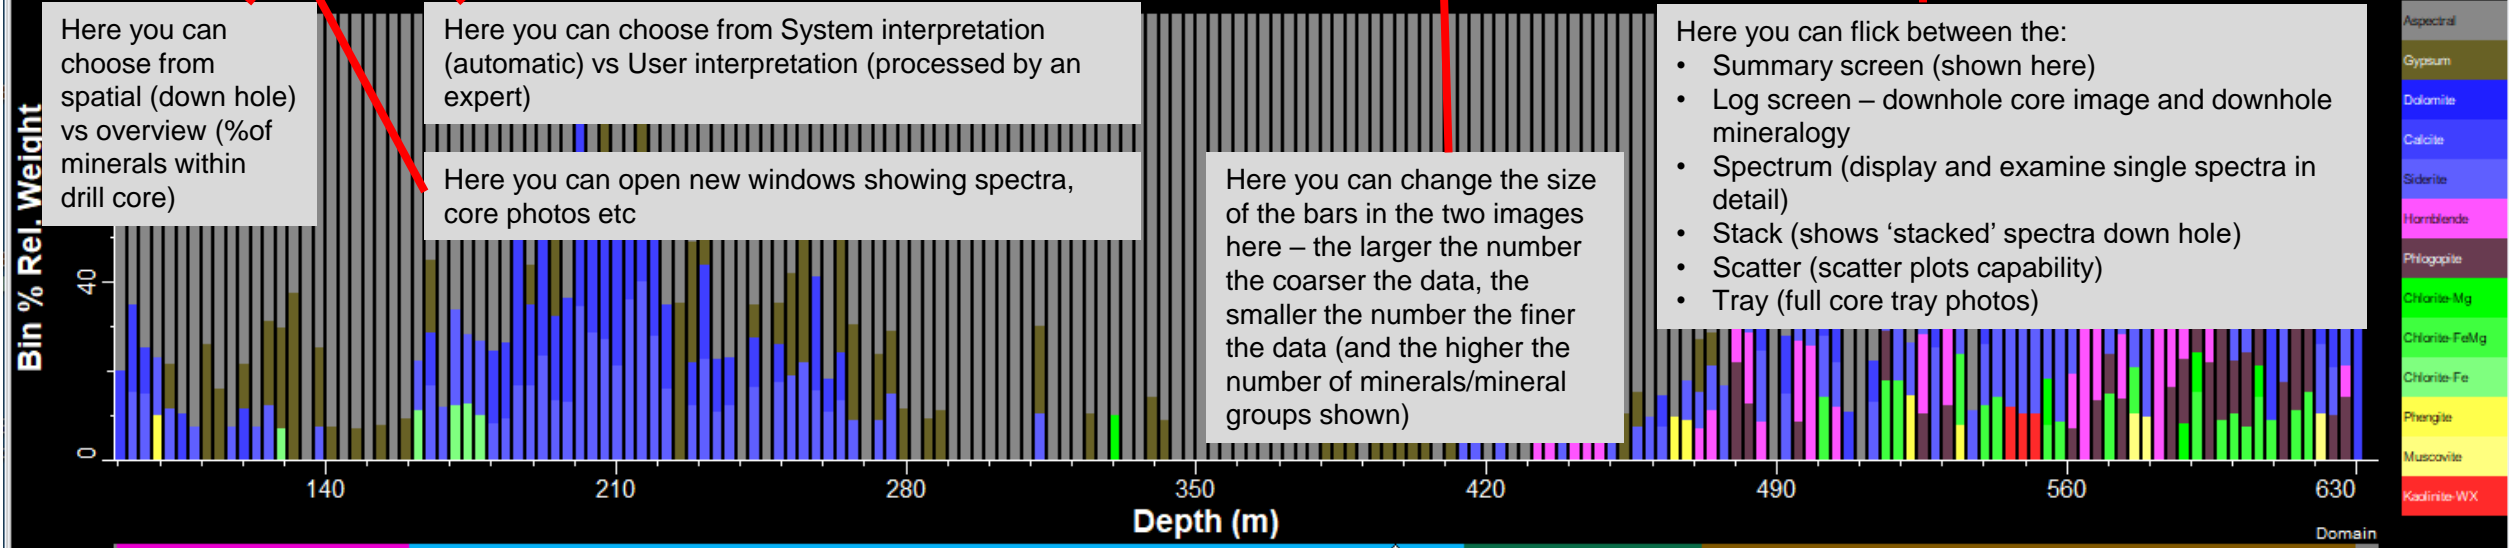 Here you can
choose from
spatial (down hole)
vs overview (%of
minerals within
drill core)
Here you can choose from System interpretation
(automatic) vs User interpretation (processed by an
expert)
Here you can open new windows showing spectra,
core photos etc
Here you can change the size
of the bars in the two images
here – the larger the number
the coarser the data, the
smaller the number the finer
the data (and the higher the
number of minerals/mineral
groups shown)
Here you can flick between the:
• Summary screen (shown here)
• Log screen – downhole core image and downhole
mineralogy
• Spectrum (display and examine single spectra in
detail)
• Stack (shows ‘stacked’ spectra down hole)
• Scatter (scatter plots capability)
• Tray (full core tray photos)
Aspectral
Gypsum
Dolomite
Calcite
Siderite
Hornblende
Phlogopite
Chlorite-Mg
Chlorite-FeMg
Chlorite-Fe
Phengite
Muscovite
Kaolinite-WX
Bin % Rel. Weight
40
0
140 210 280 350 420 490 560 630
Depth (m)
Domain